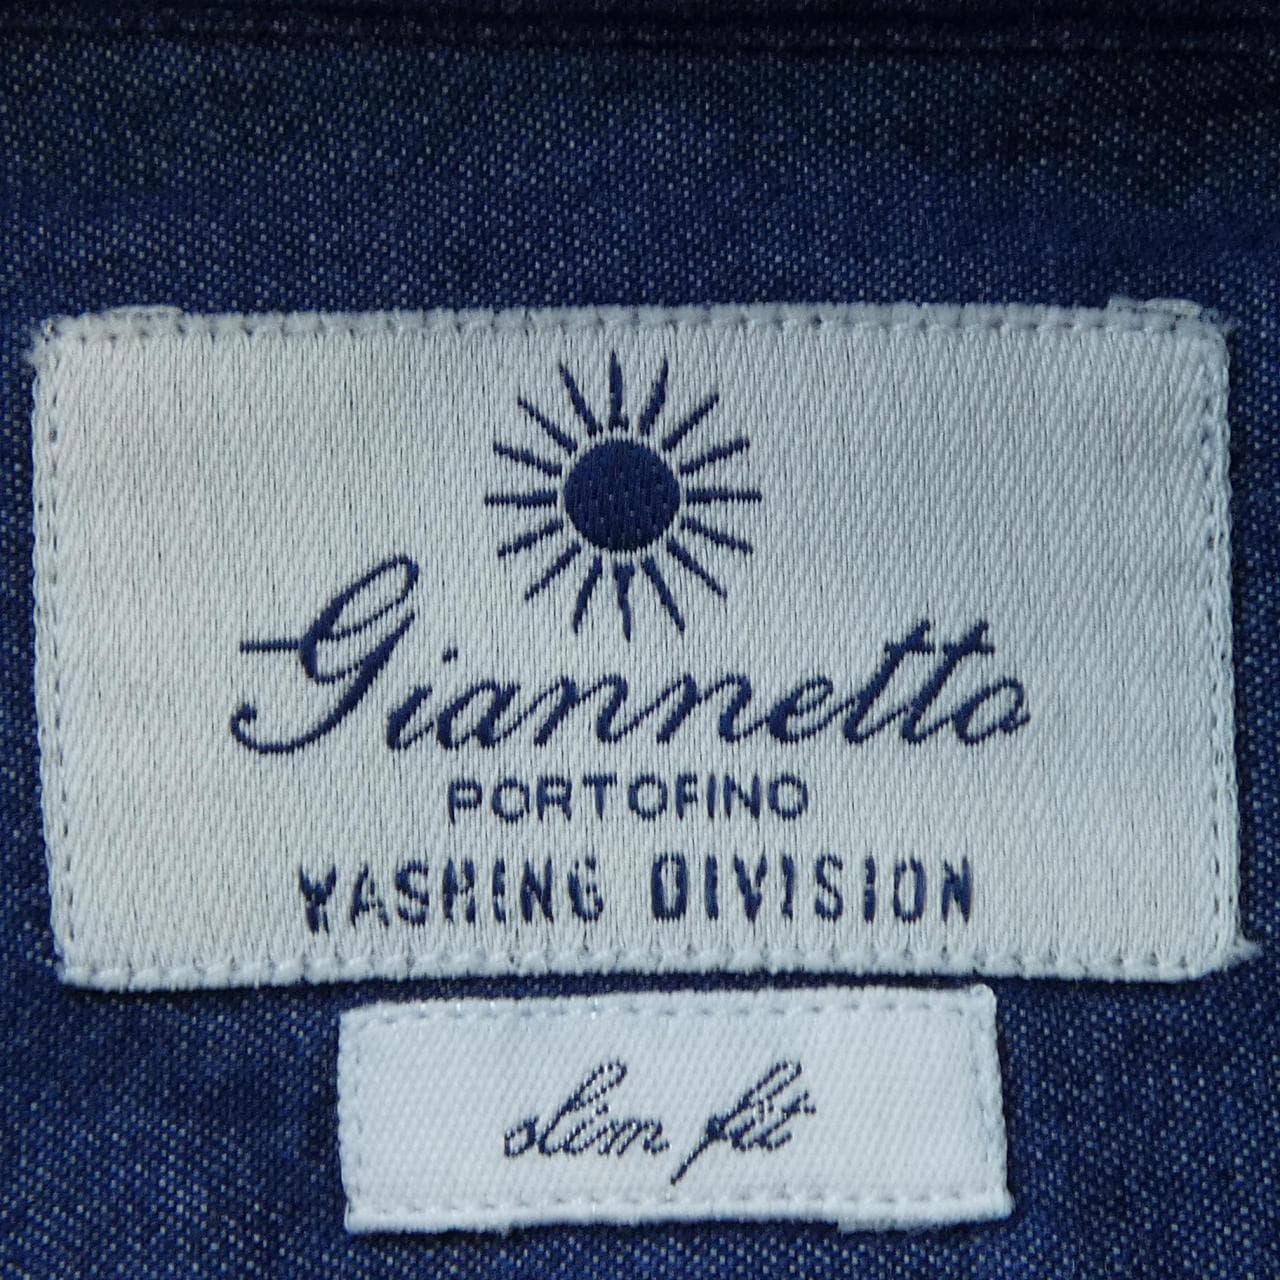 Giannetto
PORTOFINO
WASHING DIVISION
slim fit